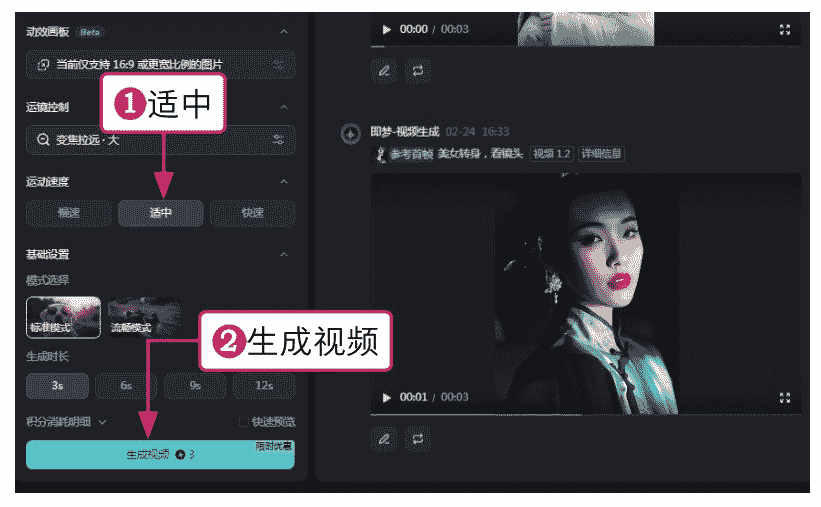 动效画板 Beta
当前仅支持 16:9 或更宽比例的图片
❶适中
运镜控制
变焦拉远 · 大
运动速度
慢速 适中 快速
基础设置
模式选择
标准模式 流畅模式
❷生成视频
生成时长
3s 6s 9s 12s
积分消耗明细 快速预览
限时优惠
生成视频 3
00:00 / 00:03
即梦-视频生成 02-24 16:33
参考首帧 美女转身，看镜头 视频 1.2 详细信息
00:01 / 00:03